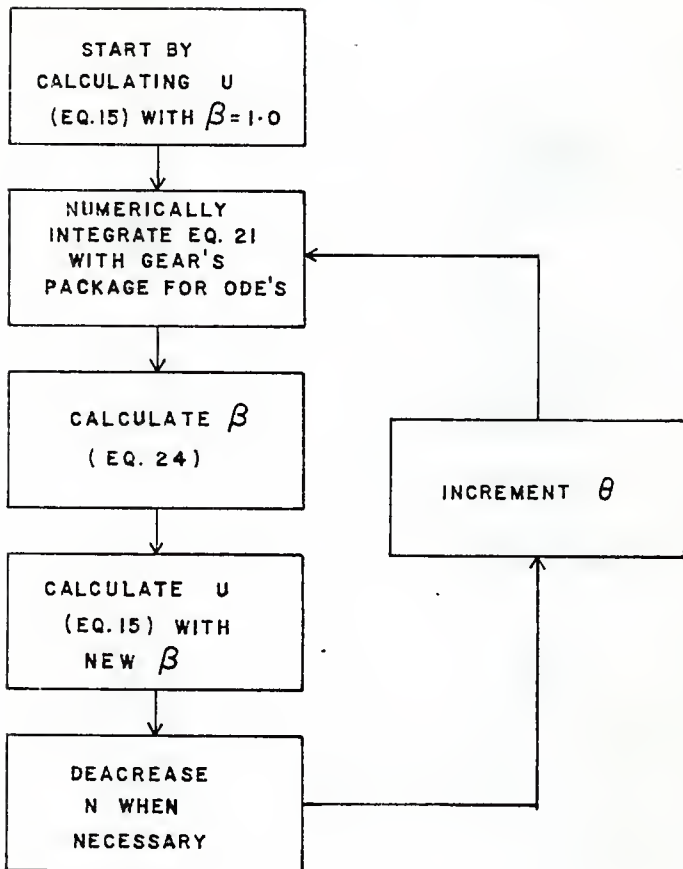 START BY
CALCULATING U
(EQ.15) WITH β=1·0
NUMERICALLY
INTEGRATE EQ. 21
WITH GEAR'S
PACKAGE FOR ODE'S
CALCULATE β
(EQ. 24)
CALCULATE U
(EQ.15) WITH
NEW β
DEACREASE
N WHEN
NECESSARY
INCREMENT θ